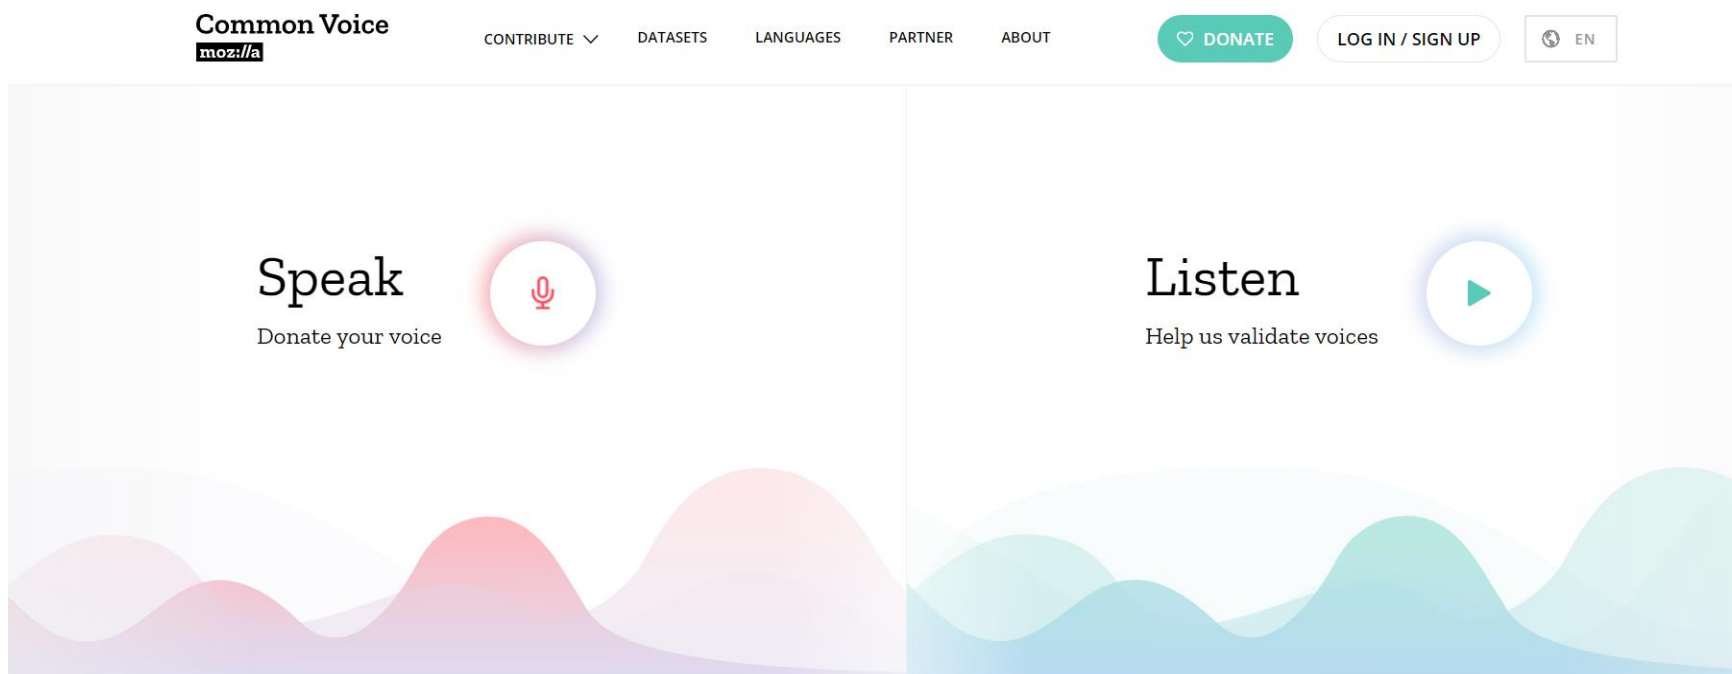 Common Voice
moz://a
CONTRIBUTE
DATASETS
LANGUAGES
PARTNER
ABOUT
DONATE
LOG IN / SIGN UP
EN
Speak
Donate your voice
Listen
Help us validate voices